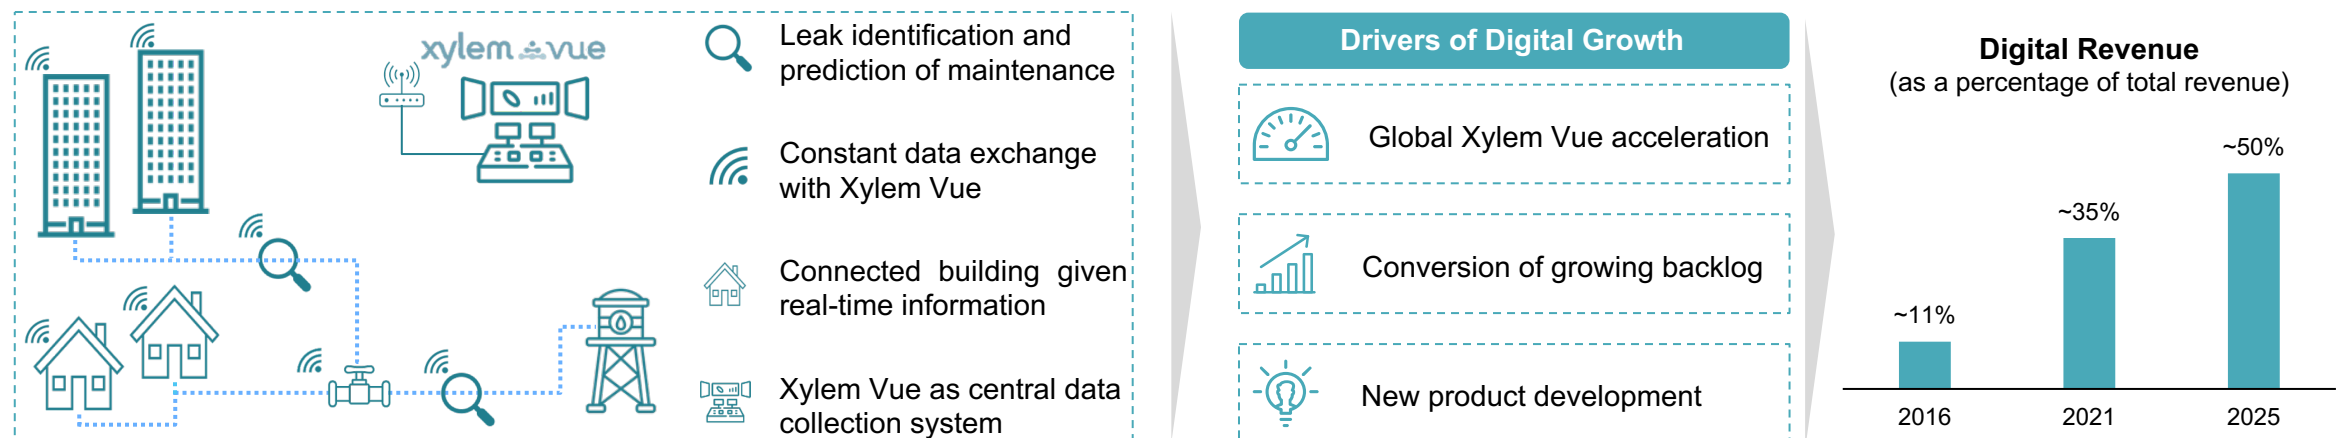 xylem vue
Leak identification and
prediction of maintenance
Constant data exchange
with Xylem Vue
Connected building given
real-time information
Xylem Vue as central data
collection system
Drivers of Digital Growth
Global Xylem Vue acceleration
Conversion of growing backlog
New product development
Digital Revenue
(as a percentage of total revenue)
~11%
~35%
~50%
2016
2021
2025